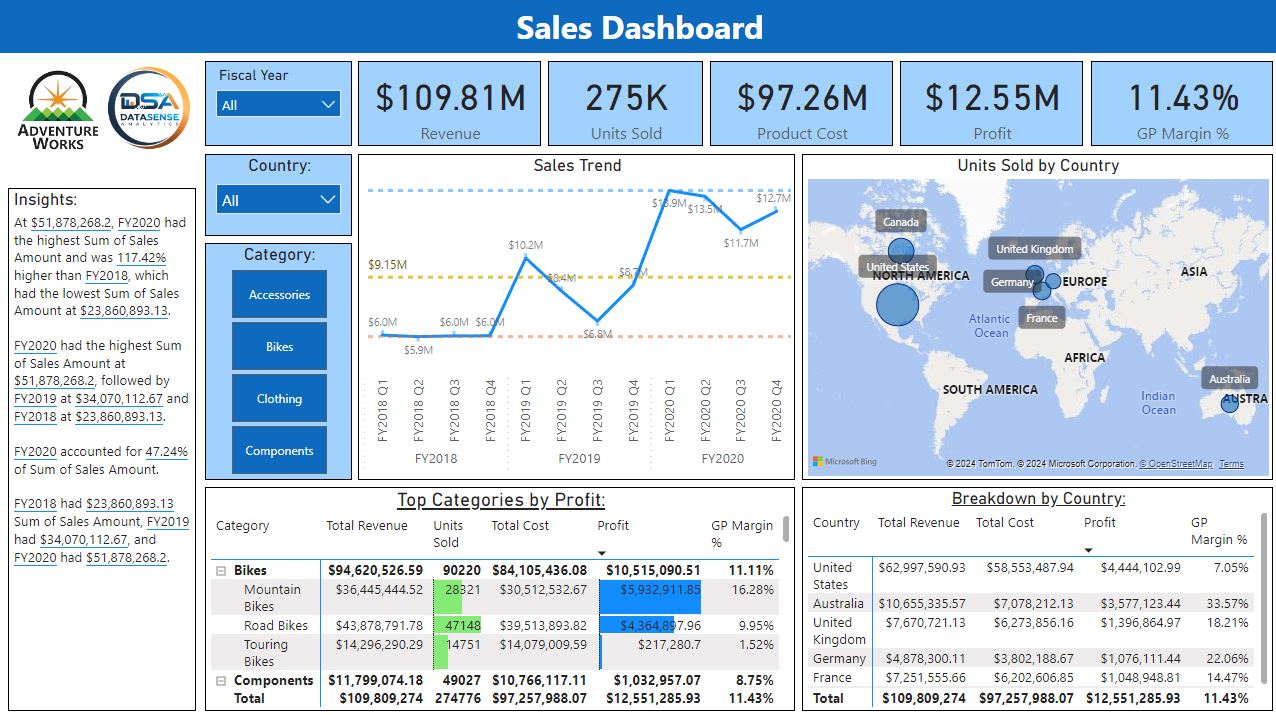 Sales Dashboard
ADVENTURE
WORKS
DSA
DATASENSE
ANALYTICS
Fiscal Year
All
$109.81M
Revenue
275K
Units Sold
$97.26M
Product Cost
$12.55M
Profit
11.43%
GP Margin %
Insights:
At $51,878,268.2, FY2020 had
the highest Sum of Sales
Amount and was 117.42%
higher than FY2018, which
had the lowest Sum of Sales
Amount at $23,860,893.13.
FY2020 had the highest Sum
of Sales Amount at
$51,878,268.2, followed by
FY2019 at $34,070,112.67 and
FY2018 at $23,860,893.13.
FY2020 accounted for 47.24%
of Sum of Sales Amount.
FY2018 had $23,860,893.13
Sum of Sales Amount, FY2019
had $34,070,112.67, and
FY2020 had $51,878,268.2.
Country:
All
Category:
Accessories
Bikes
Clothing
Components
Sales Trend
$9.15M
$6.0M
$5.9M
$6.0M
$6.0M
$10.2M
$8.4M
$6.8M
$8.7M
$13.9M
$13.5M
$11.7M
$12.7M
FY2018 Q1
FY2018 Q2
FY2018 Q3
FY2018 Q4
FY2019 Q1
FY2019 Q2
FY2019 Q3
FY2019 Q4
FY2020 Q1
FY2020 Q2
FY2020 Q3
FY2020 Q4
FY2018
FY2019
FY2020
Units Sold by Country
Canada
United Kingdom
United States
NORTH AMERICA
Germany
EUROPE
ASIA
France
Atlantic
Ocean
AFRICA
SOUTH AMERICA
Indian
Ocean
Australia
AUSTRA
Microsoft Bing
© 2024 TomTom, © 2024 Microsoft Corporation, © OpenStreetMap Terms
Top Categories by Profit:
Category Total Revenue Units Sold Total Cost Profit GP Margin %
Bikes $94,620,526.59 90220 $84,105,436.08 $10,515,090.51 11.11%
Mountain Bikes $36,445,444.52 28321 $30,512,532.67 $5,932,911.85 16.28%
Road Bikes $43,878,791.78 47148 $39,513,893.82 $4,364,897.96 9.95%
Touring Bikes $14,296,290.29 14751 $14,079,009.59 $217,280.7 1.52%
Components $11,799,074.18 49027 $10,766,117.11 $1,032,957.07 8.75%
Total $109,809,274 274776 $97,257,988.07 $12,551,285.93 11.43%
Breakdown by Country:
Country Total Revenue Total Cost Profit GP Margin %
United States $62,997,590.93 $58,553,487.94 $4,444,102.99 7.05%
Australia $10,655,335.57 $7,078,212.13 $3,577,123.44 33.57%
United Kingdom $7,670,721.13 $6,273,856.16 $1,396,864.97 18.21%
Germany $4,878,300.11 $3,802,188.67 $1,076,111.44 22.06%
France $7,251,555.66 $6,202,606.85 $1,048,948.81 14.47%
Total $109,809,274 $97,257,988.07 $12,551,285.93 11.43%